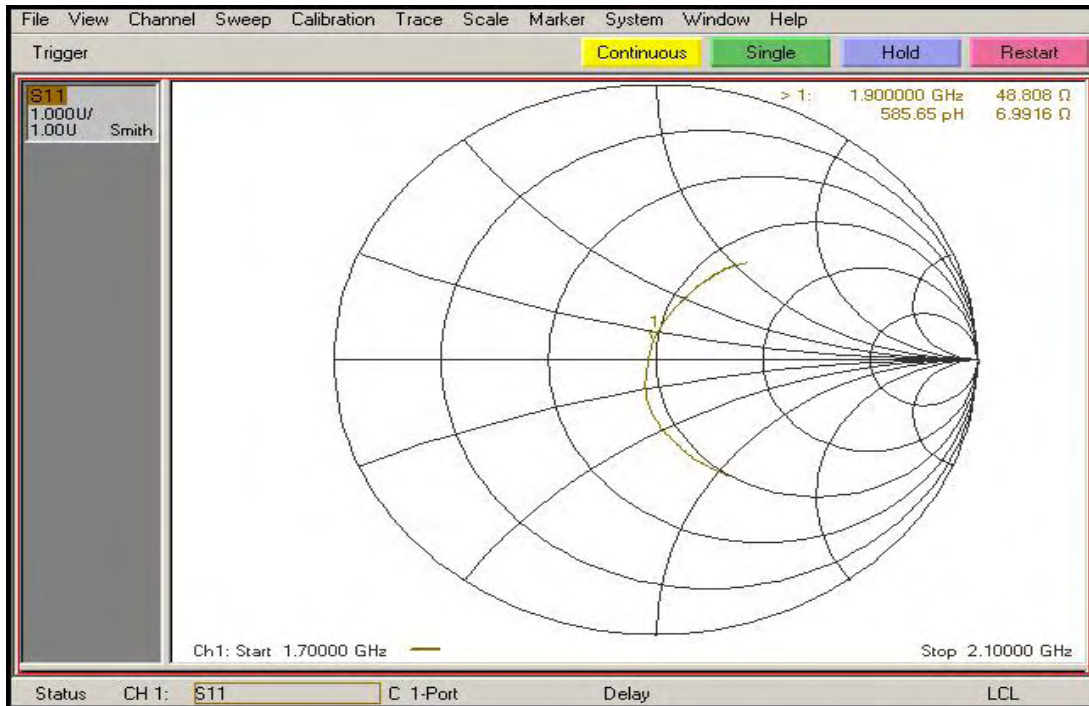 File View Channel Sweep Calibration Trace Scale Marker System Window Help
Trigger Continuous Single Hold Restart
S11
1.000U/
1.00U Smith
> 1: 1.900000 GHz 48.808 Ω
585.65 pH 6.9916 Ω
1
Ch1: Start 1.70000 GHz
Stop 2.10000 GHz
Status CH 1: S11 C 1-Port Delay LCL